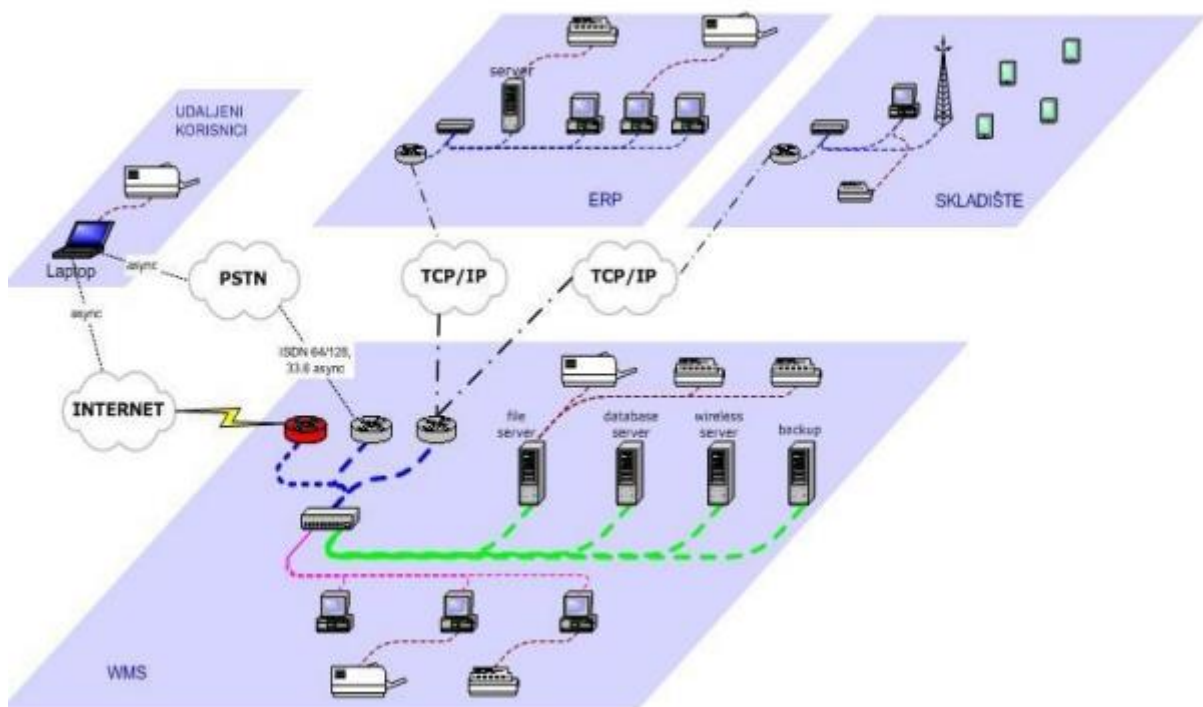 UDALJENI
KORISNICI
Laptop
async
async
PSTN
INTERNET
ISDN 64/128,
33.6 async
server
ERP
SKLADIŠTE
TCP/IP
TCP/IP
file
server
database
server
wireless
server
backup
WMS